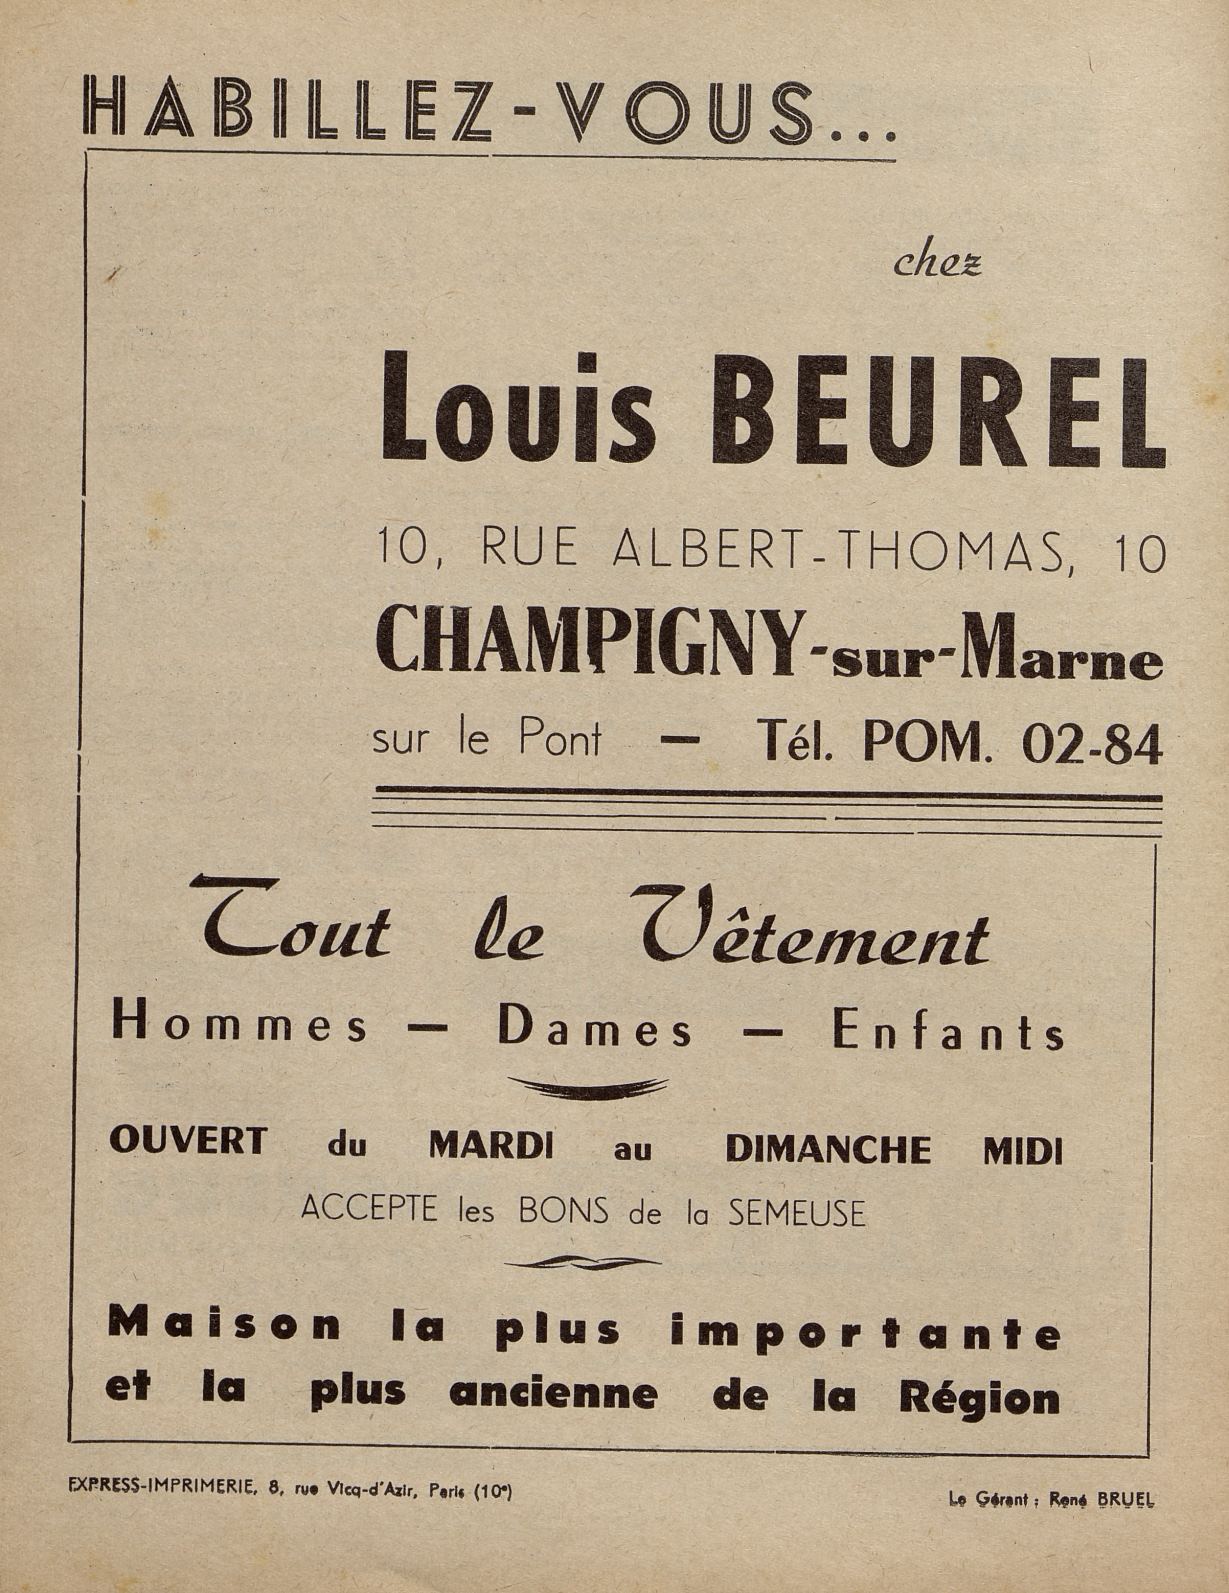 HABILLEZ-VOUS...
chez
Louis BEUREL
10, RUE ALBERT-THOMAS, 10
CHAMPIGNY-sur-Marne
sur le Pont — Tél. POM. 02-84
Tout le Vêtement
Hommes — Dames — Enfants
OUVERT du MARDI au DIMANCHE MIDI
ACCEPTE les BONS de la SEMEUSE
Maison la plus importante
et la plus ancienne de la Région
EXPRESS-IMPRIMERIE, 8, rue Vicq-d'Azir, Paris (10e)
Le Gérant : René BRUEL